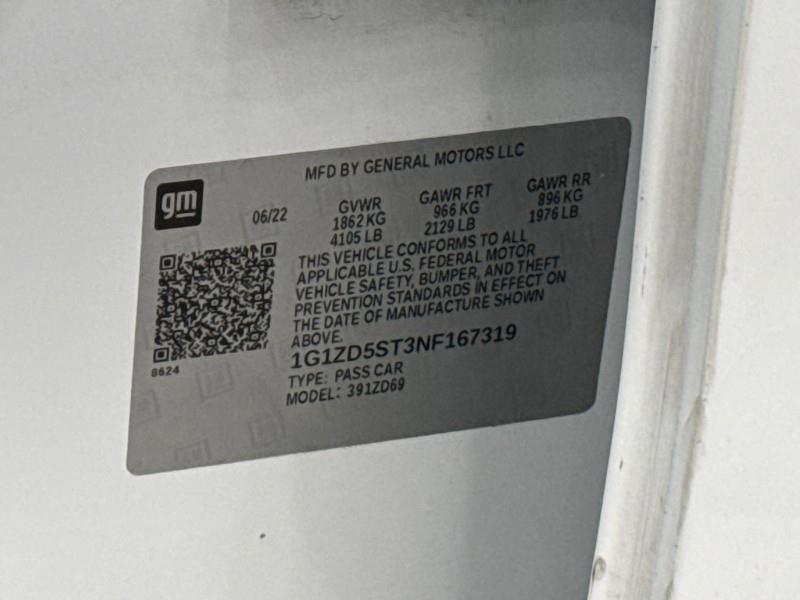 MFD BY GENERAL MOTORS LLC
gm
06/22
GVWR
1862 KG
4105 LB
GAWR FRT
966 KG
2129 LB
GAWR RR
896 KG
1976 LB
THIS VEHICLE CONFORMS TO ALL
APPLICABLE U.S. FEDERAL MOTOR
VEHICLE SAFETY, BUMPER, AND THEFT
PREVENTION STANDARDS IN EFFECT ON
THE DATE OF MANUFACTURE SHOWN
ABOVE.
1G1ZD5ST3NF167319
8624
TYPE: PASS CAR
MODEL: 391ZD69